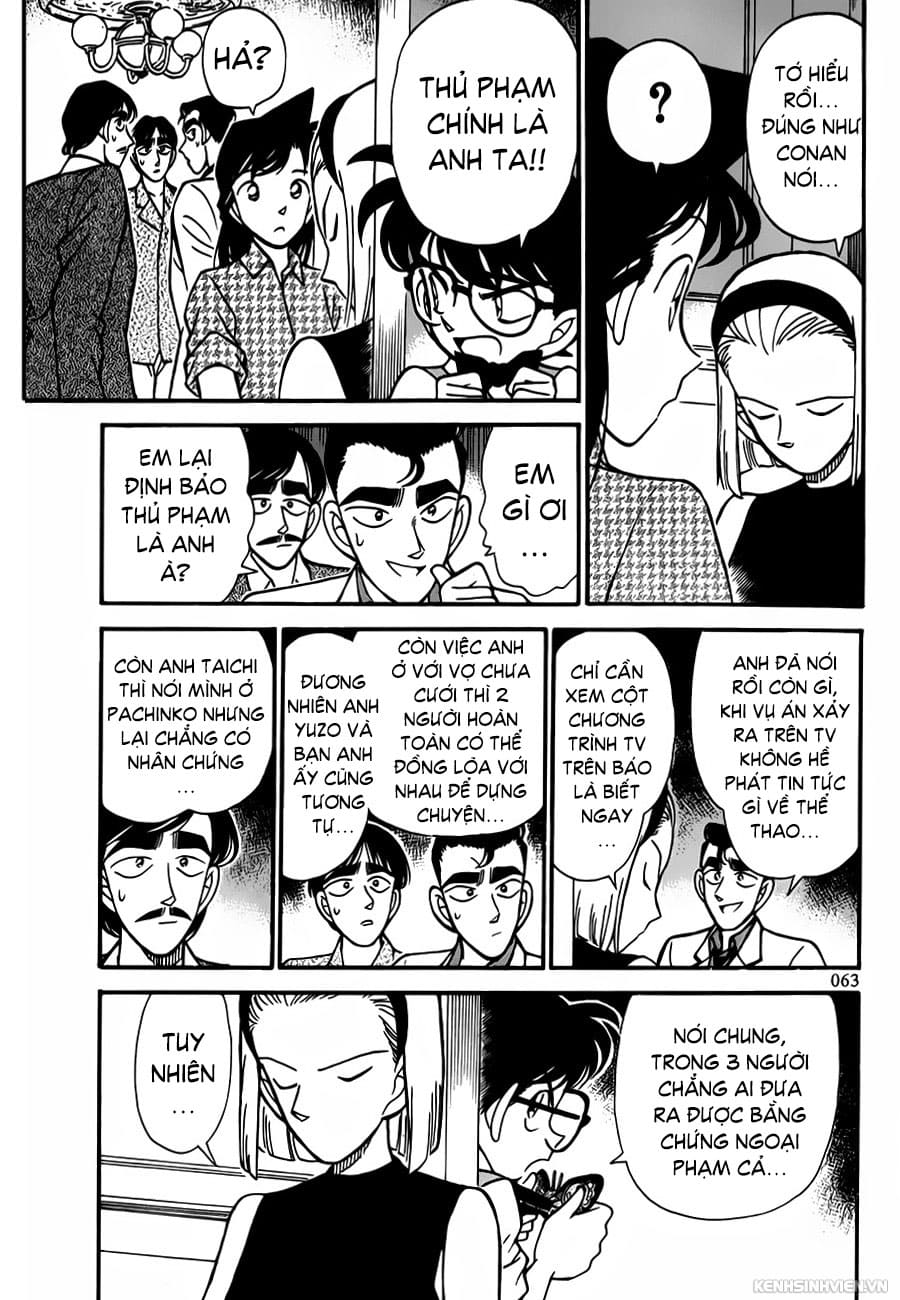 TỚ HIỂU
RỒI...
ĐÚNG NHƯ
CONAN
NÓI...
?
THỦ PHẠM
CHÍNH LÀ
ANH TA!!
HẢ?
EM
GÌ ƠI
...
EM LẠI
ĐỊNH BẢO
THỦ PHẠM
LÀ ANH
À?
ANH ĐÃ NÓI
RỒI CÒN GÌ,
KHI VỤ ÁN XẢY
RA TRÊN TV
KHÔNG HỀ
PHÁT TIN TỨC
GÌ VỀ THỂ
THAO...
CHỈ CẦN
XEM CỘT
CHƯƠNG
TRÌNH TV
TRÊN BÁO
LÀ BIẾT
NGAY
...
CÒN VIỆC ANH
Ở VỚI VỢ CHƯA
CƯỚI THÌ 2
NGƯỜI HOÀN
TOÀN CÓ THỂ
ĐỒNG LÕA VỚI
NHAU ĐỂ DỰNG
CHUYỆN...
ĐƯƠNG
NHIÊN ANH
YUZO VÀ
BẠN ANH
ẤY CŨNG
TƯƠNG
TỰ...
CÒN ANH TAICHI
THÌ NÓI MÌNH Ở
PACHINKO NHƯNG
LẠI CHẲNG CÓ
NHÂN CHỨNG
...
063
NÓI CHUNG,
TRONG 3 NGƯỜI
CHẲNG AI ĐƯA
RA ĐƯỢC BẰNG
CHỨNG NGOẠI
PHẠM CẢ...
TUY
NHIÊN
...
KENHSINHVIEN.VN